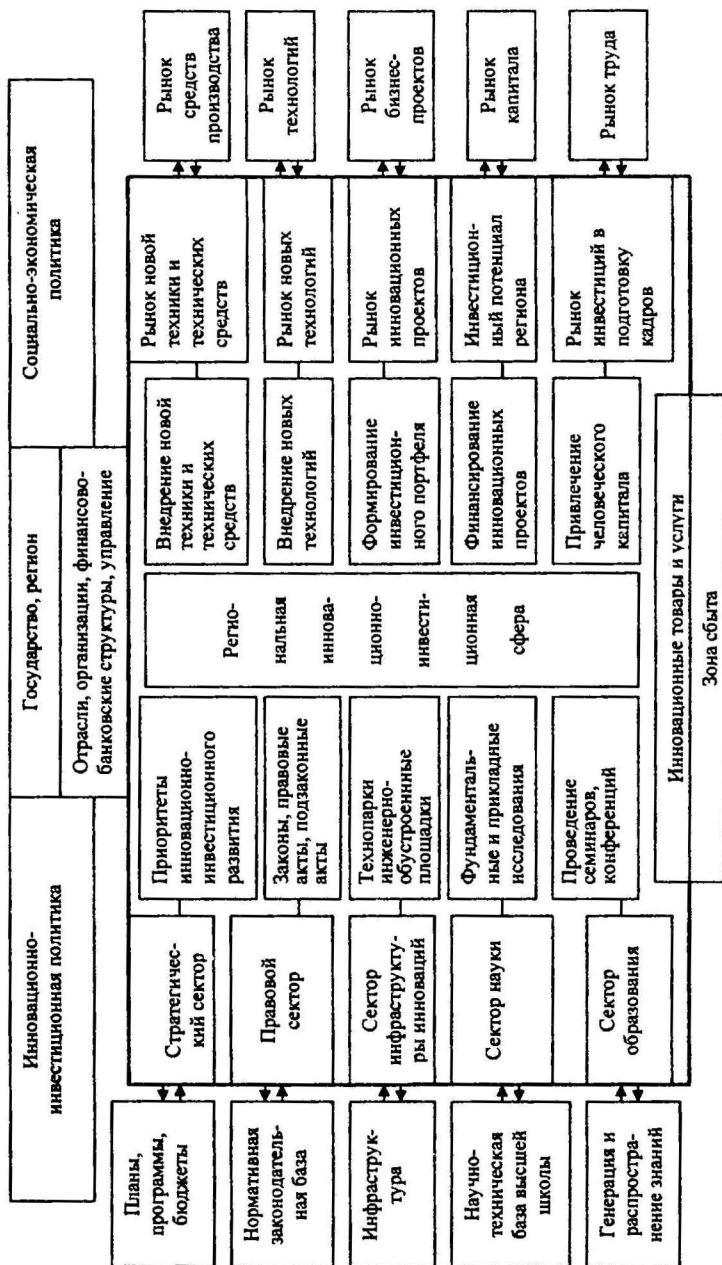 Инновационно-
инвестиционная политика
Государство, регион
Социально-экономическая
политика
Отрасли, организации, финансово-
банковские структуры, управление
Планы,
программы,
бюджеты
Стратегичес-
кий сектор
Приоритеты
инновационно-
инвестиционного
развития
Внедрение новой
техники и
технических
средств
Рынок новой
техники и
технических
средств
Рынок
средств
производства
Нормативная
законодатель-
ная база
Правовой
сектор
Законы, правовые
акты, подзаконные
акты
Внедрение новых
технологий
Рынок новых
технологий
Рынок
технологий
Инфраструк-
тура
Сектор
инфраструкту-
ры инноваций
Технопарки
инженерно-
обустроеннные
площадки
Формирование
инвестицион-
ного портфеля
Рынок
инновационных
проектов
Рынок
бизнес-
проектов
Научно-
техническая
база высшей
школы
Сектор науки
Фундаменталь-
ные и прикладные
исследования
Финансирование
инновационных
проектов
Инвестицион-
ный потенциал
региона
Рынок
капитала
Генерация и
распростра-
нение знаний
Сектор
образования
Проведение
семинаров,
конференций
Привлечение
человеческого
капитала
Рынок
инвестиций в
подготовку
кадров
Рынок труда
Регио-
нальная
иннова-
ционно-
инвести-
ционная
сфера
Инновационные товары и услуги
Зона сбыта